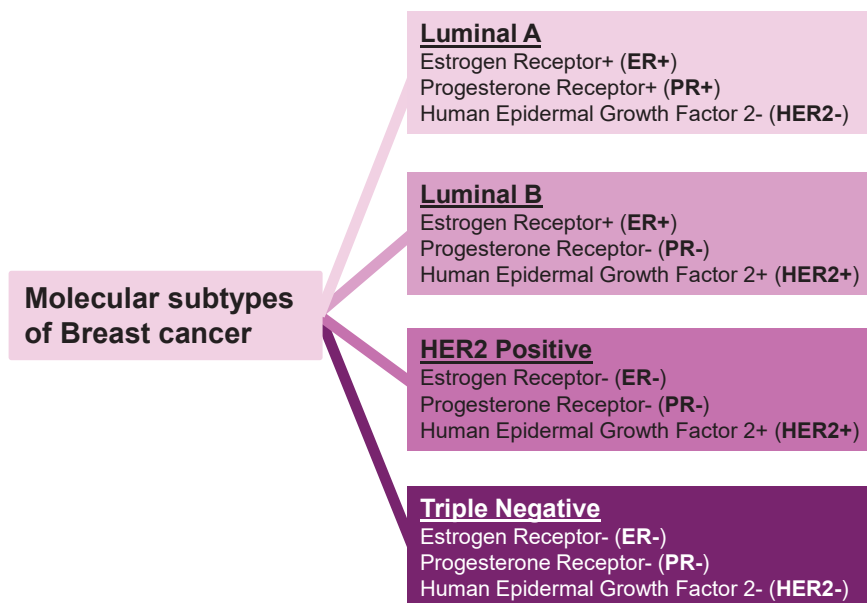 Luminal A
Estrogen Receptor+ (ER+)
Progesterone Receptor+ (PR+)
Human Epidermal Growth Factor 2- (HER2-)
Luminal B
Estrogen Receptor+ (ER+)
Progesterone Receptor- (PR-)
Human Epidermal Growth Factor 2+ (HER2+)
Molecular subtypes
of Breast cancer
HER2 Positive
Estrogen Receptor- (ER-)
Progesterone Receptor- (PR-)
Human Epidermal Growth Factor 2+ (HER2+)
Triple Negative
Estrogen Receptor- (ER-)
Progesterone Receptor- (PR-)
Human Epidermal Growth Factor 2- (HER2-)